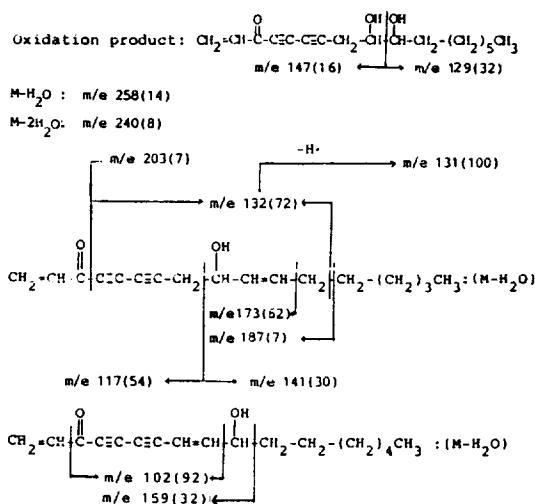 O OH OH
Oxidation product: CH2=CH-C-C≡C-C≡C-CH2-CH-CH-CH2-(CH2)5CH3
m/e 147(16) ← → m/e 129(32)
M-H2O : m/e 258(14)
M-2H2O: m/e 240(8)
-H·
m/e 203(7) → m/e 131(100)
→ m/e 132(72) ←
O OH
CH2=CH-C-C≡C-C≡C-CH2-CH-CH=CH-CH2-CH2-(CH2)3CH3:(M-H2O)
m/e173(62)←
m/e 187(7) ←
m/e 117(54) ← → m/e 141(30)
O OH
CH2=CH-C-C≡C-C≡C-CH=CH-CH-CH2-CH2-(CH2)4CH3 :(M-H2O)
← m/e 102(92) →
m/e 159(32)←